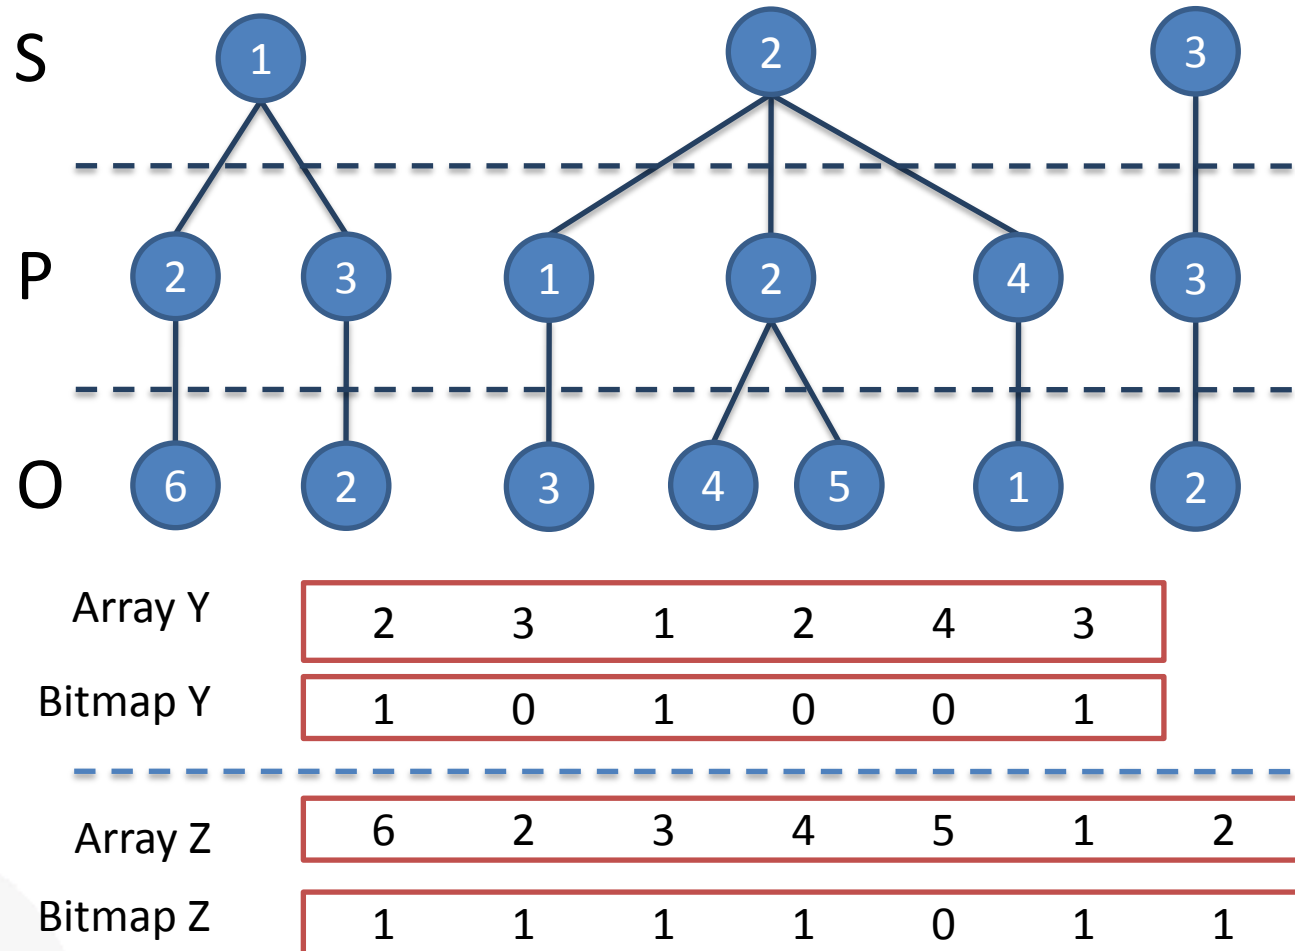 S 1 2 3
P 2 3 1 2 4 3
O 6 2 3 4 5 1 2
Array Y 2 3 1 2 4 3
Bitmap Y 1 0 1 0 0 1
Array Z 6 2 3 4 5 1 2
Bitmap Z 1 1 1 1 0 1 1